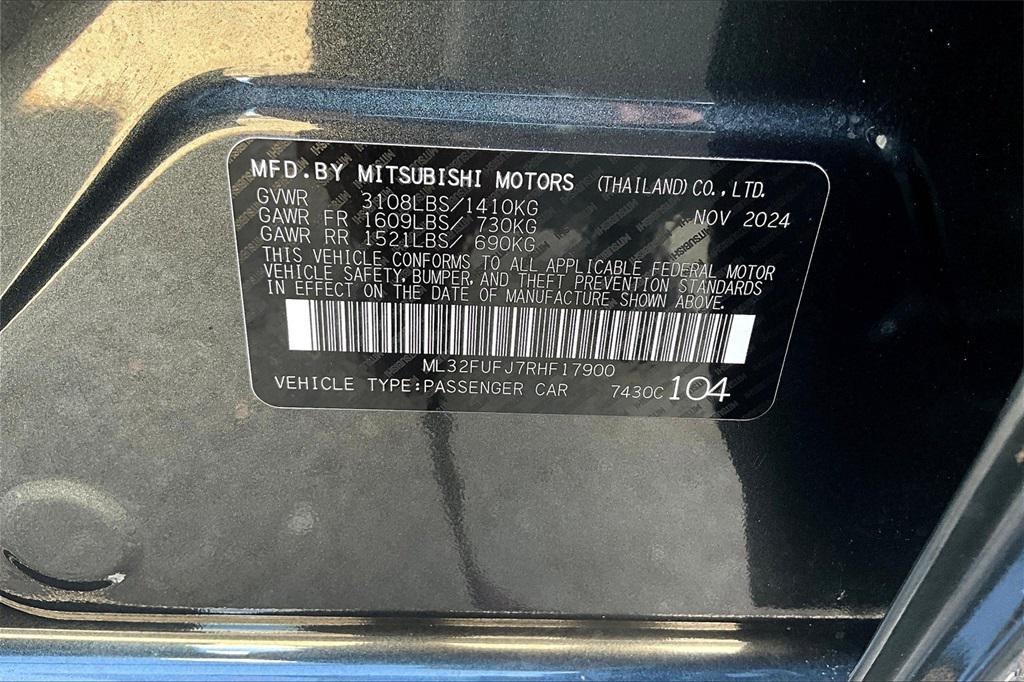 MFD.BY MITSUBISHI MOTORS (THAILAND) CO., LTD.
GVWR 3108LBS/1410KG NOV 2024
GAWR FR 1609LBS/ 730KG
GAWR RR 1521LBS/ 690KG
THIS VEHICLE CONFORMS TO ALL APPLICABLE FEDERAL MOTOR
VEHICLE SAFETY, BUMPER, AND THEFT PREVENTION STANDARDS
IN EFFECT ON THE DATE OF MANUFACTURE SHOWN ABOVE.
ML32FUFJ7RHF17900
VEHICLE TYPE:PASSENGER CAR 7430C 104